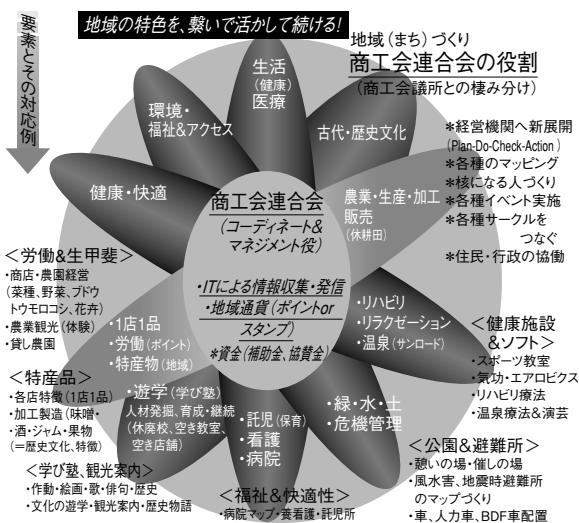 地域の特色を、繋いで活かして続ける!
要素とその対応例
地域（まち）づくり
商工会連合会の役割
（商工会議所との棲み分け）
＊経営機関へ新展開
（Plan-Do-Check-Action）
＊各種のマッピング
＊核になる人づくり
＊各種イベント実施
＊各種サークルを
つなぐ
＊住民・行政の協働
生活
（健康）
医療
環境・
福祉&アクセス
古代・歴史文化
健康・快適
農業・生産・加工
販売
（休耕田）
商工会連合会
（コーディネート&
マネジメント役）
・ITによる情報収集・発信
・地域通貨（ポイントor
スタンプ）
＊資金（補助金、協賛金）
・リハビリ
・リラクゼーション
・温泉（サンロード）
・1店1品
・労働（ポイント）
・特産物（地域）
・遊学（学び塾）
人材発掘、育成・継続
（休廃校、空き教室、
空き店舗）
・託児（保育）
・看護
・病院
・緑・水・土
・危機管理
＜労働&生甲斐＞
・商店・農園経営
（菜種、野菜、ブドウ
トウモロコシ、花卉）
・農業観光（体験）
・貸し農園
＜特産品＞
・各店特徴（1店1品）
・加工製造（味噌・
・酒・ジャム・果物
（＝歴史文化、特徴）
＜学び塾、観光案内＞
・作動・絵画・歌・俳句・歴史
・文化の遊学・観光案内・歴史物語
＜福祉&快適性＞
・病院マップ・養看護・託児所
＜健康施設
&ソフト＞
・スポーツ教室
・気功・エアロビクス
・リハビリ療法
・温泉療法&演芸
＜公園&避難所＞
・憩いの場・催しの場
・風水害、地震時避難所
のマップづくり
・車、人力車、BDF車配置